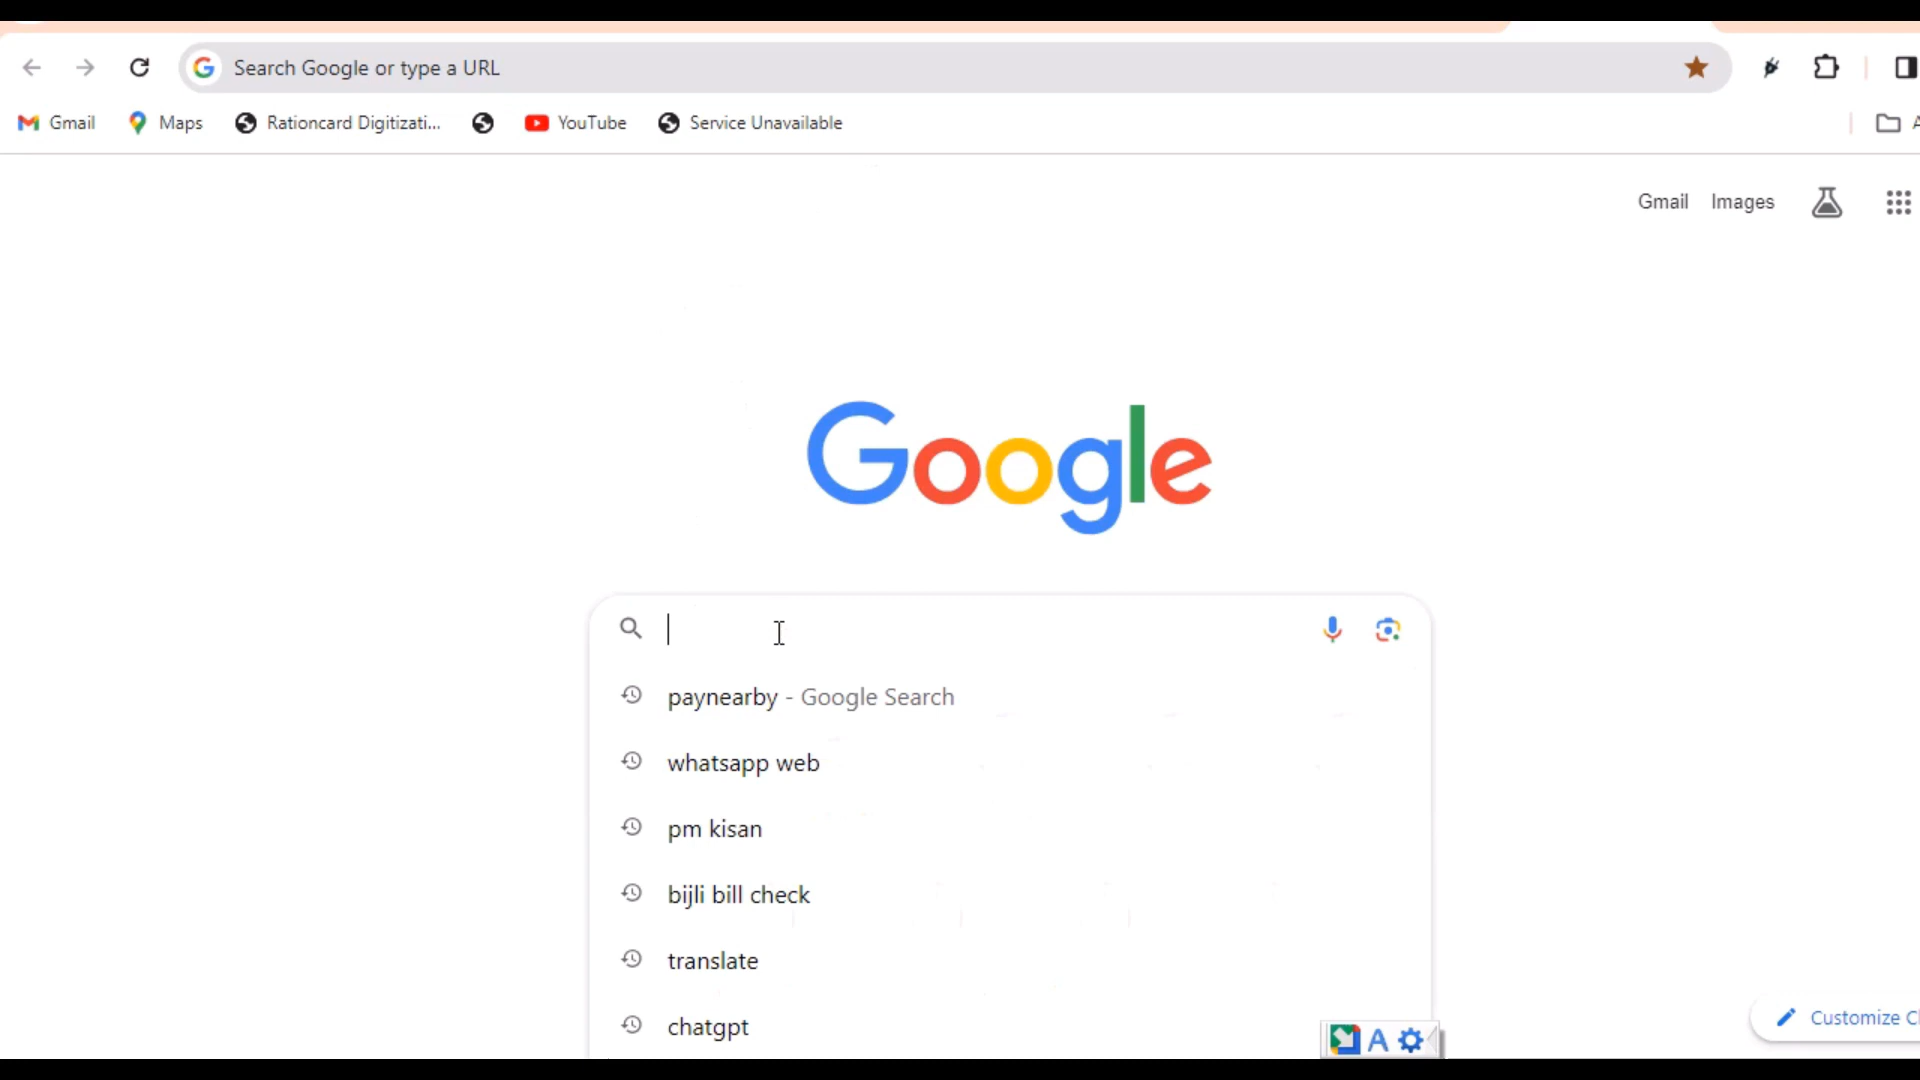 Search Google or type a URL
Gmail Maps Rationcard Digitizati... YouTube Service Unavailable
Gmail Images
Google
paynearby - Google Search
whatsapp web
pm kisan
bijli bill check
translate
chatgpt
A
Customize